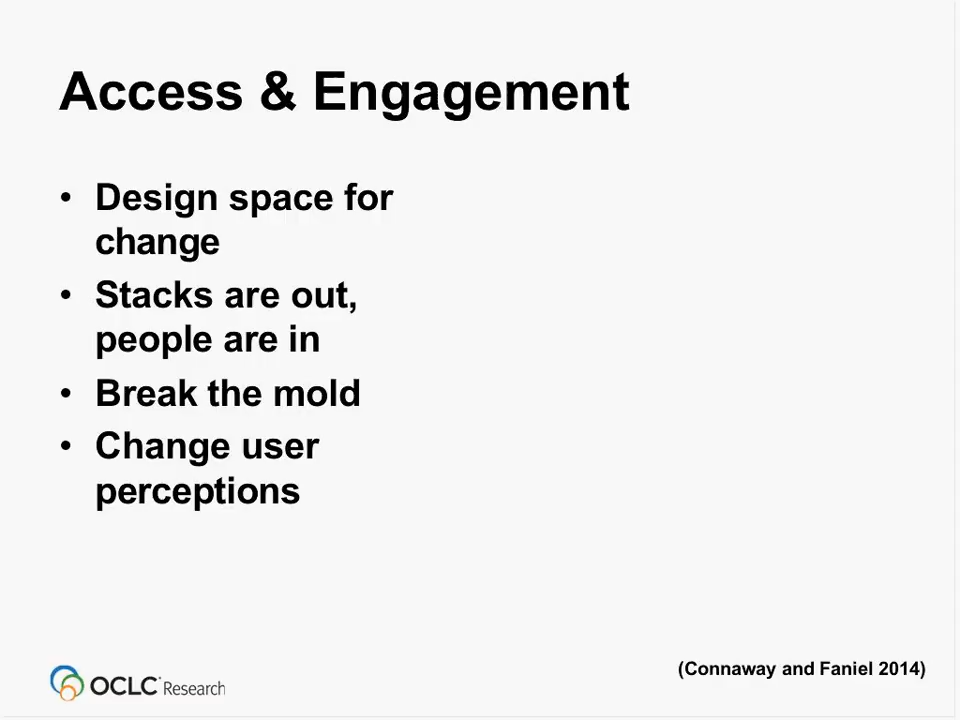 Access & Engagement
• Design space for
change
• Stacks are out,
people are in
• Break the mold
• Change user
perceptions
OCLC Research
(Connaway and Faniel 2014)